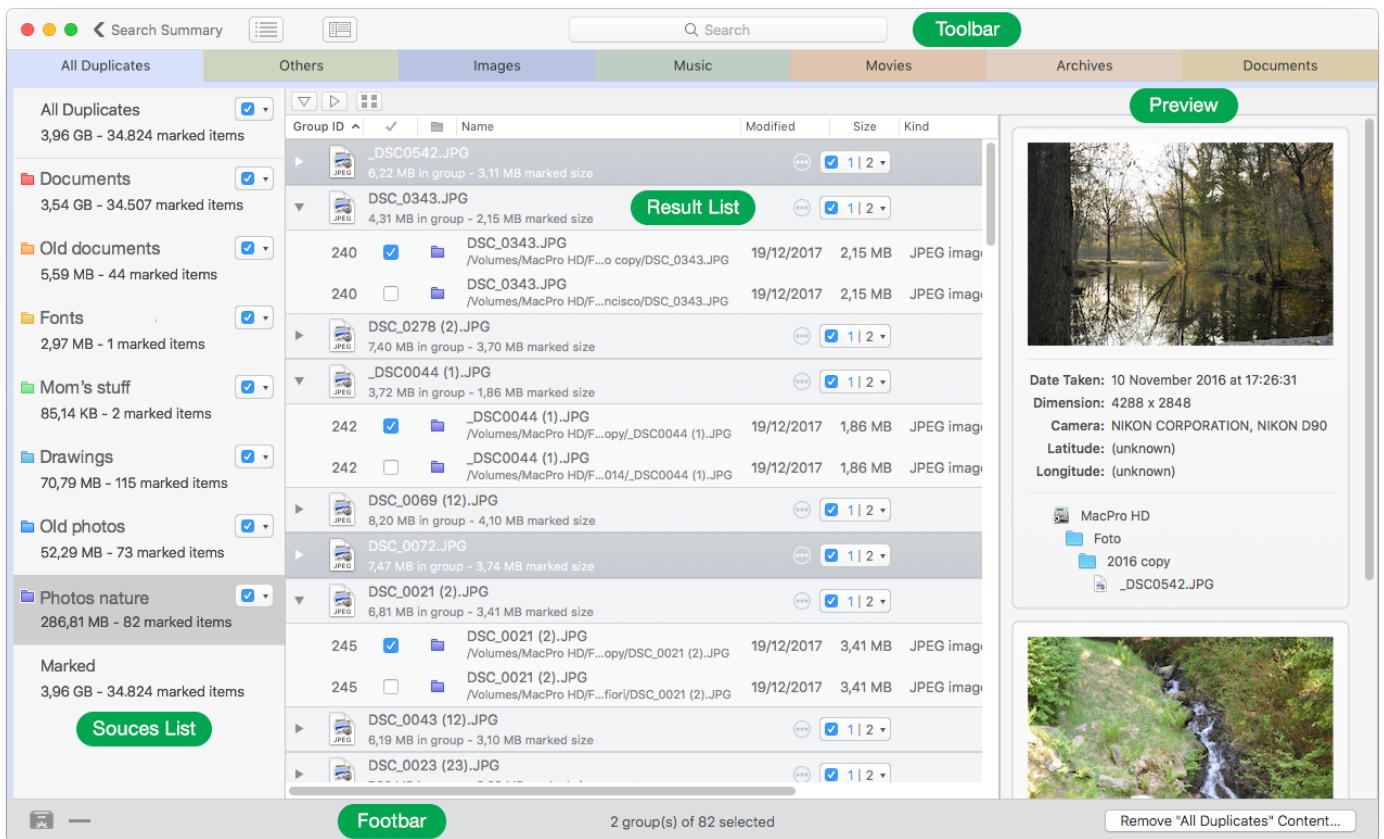 Search Summary
Search
Toolbar
All Duplicates Others Images Music Movies Archives Documents
All Duplicates
3,96 GB - 34.824 marked items
Documents
3,54 GB - 34.507 marked items
Old documents
5,59 MB - 44 marked items
Fonts
2,97 MB - 1 marked items
Mom's stuff
85,14 KB - 2 marked items
Drawings
70,79 MB - 115 marked items
Old photos
52,29 MB - 73 marked items
Photos nature
286,81 MB - 82 marked items
Marked
3,96 GB - 34.824 marked items
Souces List
Group ID Name Modified Size Kind
_DSC0542.JPG
JPEG 6,22 MB in group - 3,11 MB marked size 1 | 2
DSC_0343.JPG
JPEG 4,31 MB in group - 2,15 MB marked size 1 | 2
Result List
240 DSC_0343.JPG 19/12/2017 2,15 MB JPEG imag
/Volumes/MacPro HD/F...o copy/DSC_0343.JPG
240 DSC_0343.JPG 19/12/2017 2,15 MB JPEG imag
/Volumes/MacPro HD/F...ncisco/DSC_0343.JPG
DSC_0278 (2).JPG
JPEG 7,40 MB in group - 3,70 MB marked size 1 | 2
_DSC0044 (1).JPG
JPEG 3,72 MB in group - 1,86 MB marked size 1 | 2
242 _DSC0044 (1).JPG 19/12/2017 1,86 MB JPEG imag
/Volumes/MacPro HD/F...opy/_DSC0044 (1).JPG
242 _DSC0044 (1).JPG 19/12/2017 1,86 MB JPEG imag
/Volumes/MacPro HD/F...014/_DSC0044 (1).JPG
DSC_0069 (12).JPG
JPEG 8,20 MB in group - 4,10 MB marked size 1 | 2
DSC_0072.JPG
JPEG 7,47 MB in group - 3,74 MB marked size 1 | 2
DSC_0021 (2).JPG
JPEG 6,81 MB in group - 3,41 MB marked size 1 | 2
245 DSC_0021 (2).JPG 19/12/2017 3,41 MB JPEG imag
/Volumes/MacPro HD/F...opy/DSC_0021 (2).JPG
245 DSC_0021 (2).JPG 19/12/2017 3,41 MB JPEG imag
/Volumes/MacPro HD/F...fiori/DSC_0021 (2).JPG
DSC_0043 (12).JPG
JPEG 6,19 MB in group - 3,10 MB marked size 1 | 2
DSC_0023 (23).JPG
1 | 2
Preview
Date Taken: 10 November 2016 at 17:26:31
Dimension: 4288 x 2848
Camera: NIKON CORPORATION, NIKON D90
Latitude: (unknown)
Longitude: (unknown)
MacPro HD
Foto
2016 copy
_DSC0542.JPG
Footbar
2 group(s) of 82 selected
Remove "All Duplicates" Content...